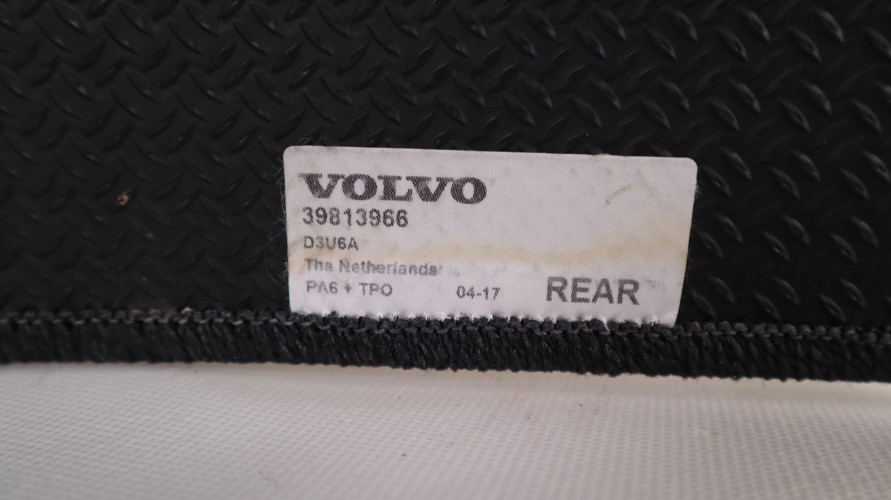 VOLVO
39813966
D3U6A
The Netherlands
PA6 + TPO 04-17 REAR